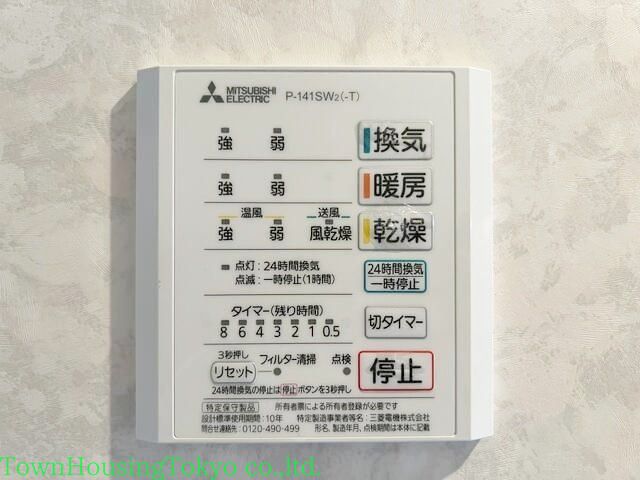 MITSUBISHI
ELECTRIC P-141SW2(-T)
強 弱 換気
強 弱 暖房
温風 送風
強 弱 風乾燥 乾燥
点灯:24時間換気
点滅:一時停止(1時間)
24時間換気
一時停止
タイマー(残り時間)
8 6 4 3 2 1 0.5
切タイマー
3秒押し
リセット フィルター清掃 点検
停止
24時間換気の停止は停止ボタンを3秒押し
特定保守製品 所有者票による所有者登録が必要です
設計標準使用期間:10年 特定製造事業者等名:三菱電機株式会社
問合せ連絡先:0120-490-499 形名、製造年月、点検期間は本体に記載
TownHousingTokyo co,ltd.